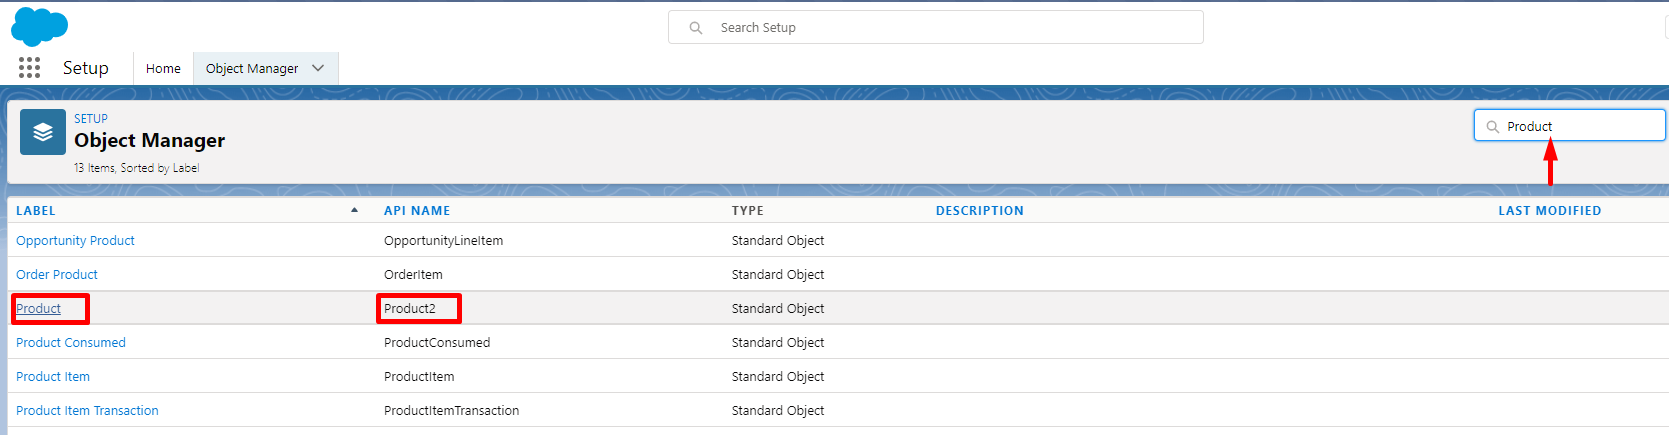 Search Setup
Setup Home Object Manager
SETUP
Object Manager
13 Items, Sorted by Label
Product
LABEL API NAME TYPE DESCRIPTION LAST MODIFIED
Opportunity Product OpportunityLineItem Standard Object
Order Product OrderItem Standard Object
Product Product2 Standard Object
Product Consumed ProductConsumed Standard Object
Product Item ProductItem Standard Object
Product Item Transaction ProductItemTransaction Standard Object